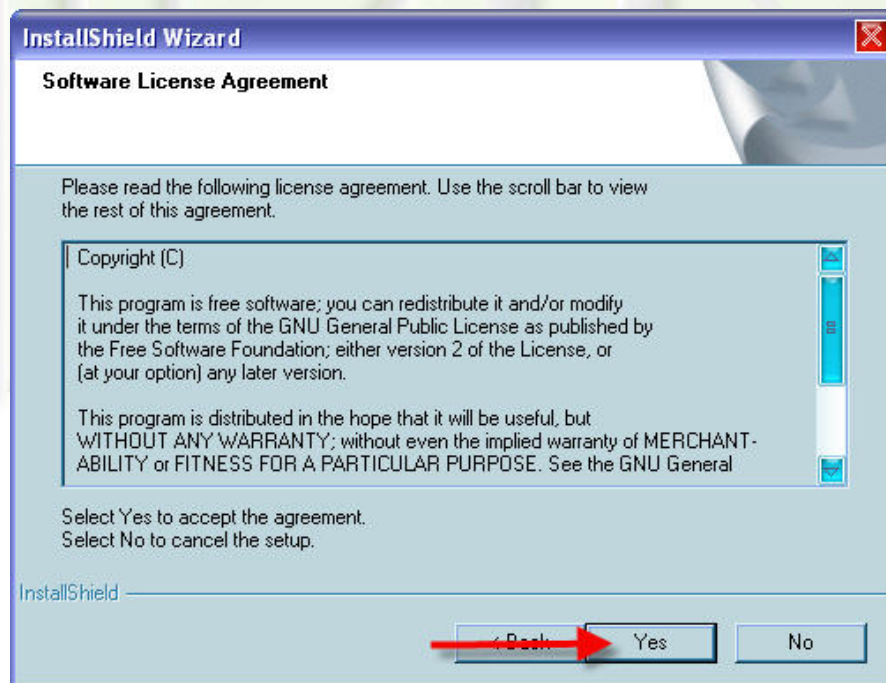 InstallShield Wizard
Software License Agreement
Please read the following license agreement. Use the scroll bar to view
the rest of this agreement.
Copyright (C)
This program is free software; you can redistribute it and/or modify
it under the terms of the GNU General Public License as published by
the Free Software Foundation; either version 2 of the License, or
(at your option) any later version.
This program is distributed in the hope that it will be useful, but
WITHOUT ANY WARRANTY; without even the implied warranty of MERCHANT-
ABILITY or FITNESS FOR A PARTICULAR PURPOSE. See the GNU General
Select Yes to accept the agreement.
Select No to cancel the setup.
InstallShield
< Back Yes No